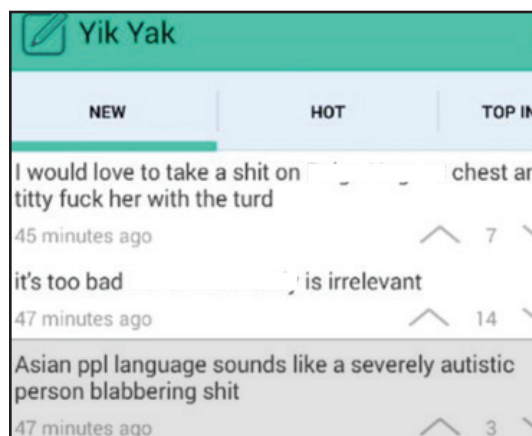 Yik Yak
NEW HOT TOP IN
I would love to take a shit on chest an
titty fuck her with the turd
45 minutes ago 7
it's too bad is irrelevant
47 minutes ago 14
Asian ppl language sounds like a severely autistic
person blabbering shit
47 minutes ago 3